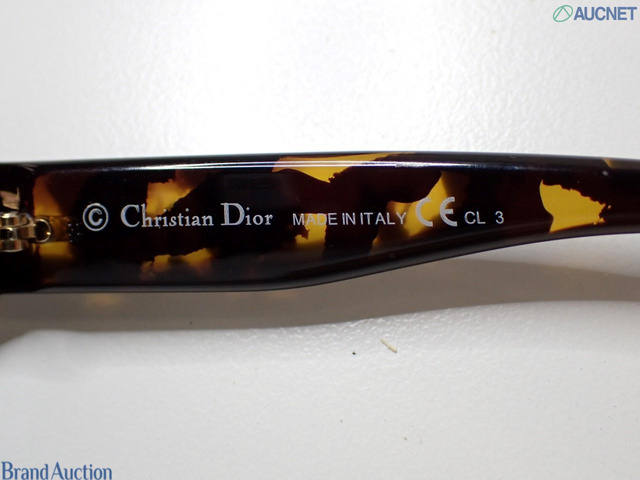 AUCNET
© Christian Dior MADE IN ITALY CE CL 3
Brand Auction